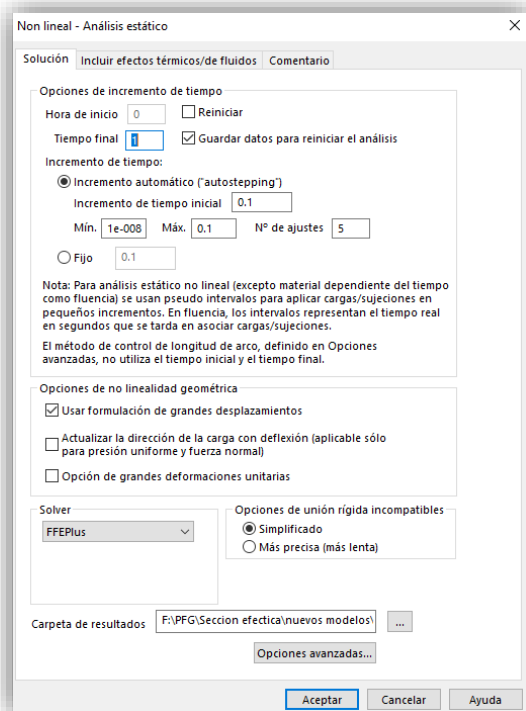 Non lineal - Análisis estático
Solución Incluir efectos térmicos/de fluidos Comentario
Opciones de incremento de tiempo
Hora de inicio 0 Reiniciar
Tiempo final 1 Guardar datos para reiniciar el análisis
Incremento de tiempo:
Incremento automático ("autostepping")
Incremento de tiempo inicial 0.1
Mín. 1e-008 Máx. 0.1 Nº de ajustes 5
Fijo 0.1
Nota: Para análisis estático no lineal (excepto material dependiente del tiempo
como fluencia) se usan pseudo intervalos para aplicar cargas/sujeciones en
pequeños incrementos. En fluencia, los intervalos representan el tiempo real
en segundos que se tarda en asociar cargas/sujeciones.
El método de control de longitud de arco, definido en Opciones
avanzadas, no utiliza el tiempo inicial y el tiempo final.
Opciones de no linealidad geométrica
Usar formulación de grandes desplazamientos
Actualizar la dirección de la carga con deflexión (aplicable sólo
para presión uniforme y fuerza normal)
Opción de grandes deformaciones unitarias
Solver
FFEPlus
Opciones de unión rígida incompatibles
Simplificado
Más precisa (más lenta)
Carpeta de resultados F:\PFG\Seccion efectica\nuevos modelos\ ...
Opciones avanzadas...
Aceptar Cancelar Ayuda